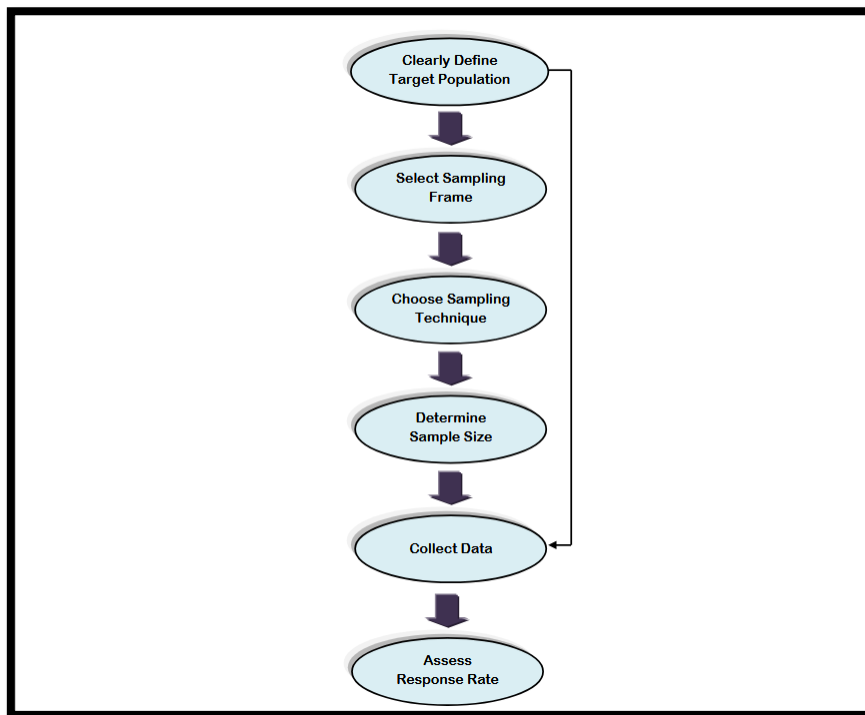 Clearly Define
Target Population
Select Sampling
Frame
Choose Sampling
Technique
Determine
Sample Size
Collect Data
Assess
Response Rate